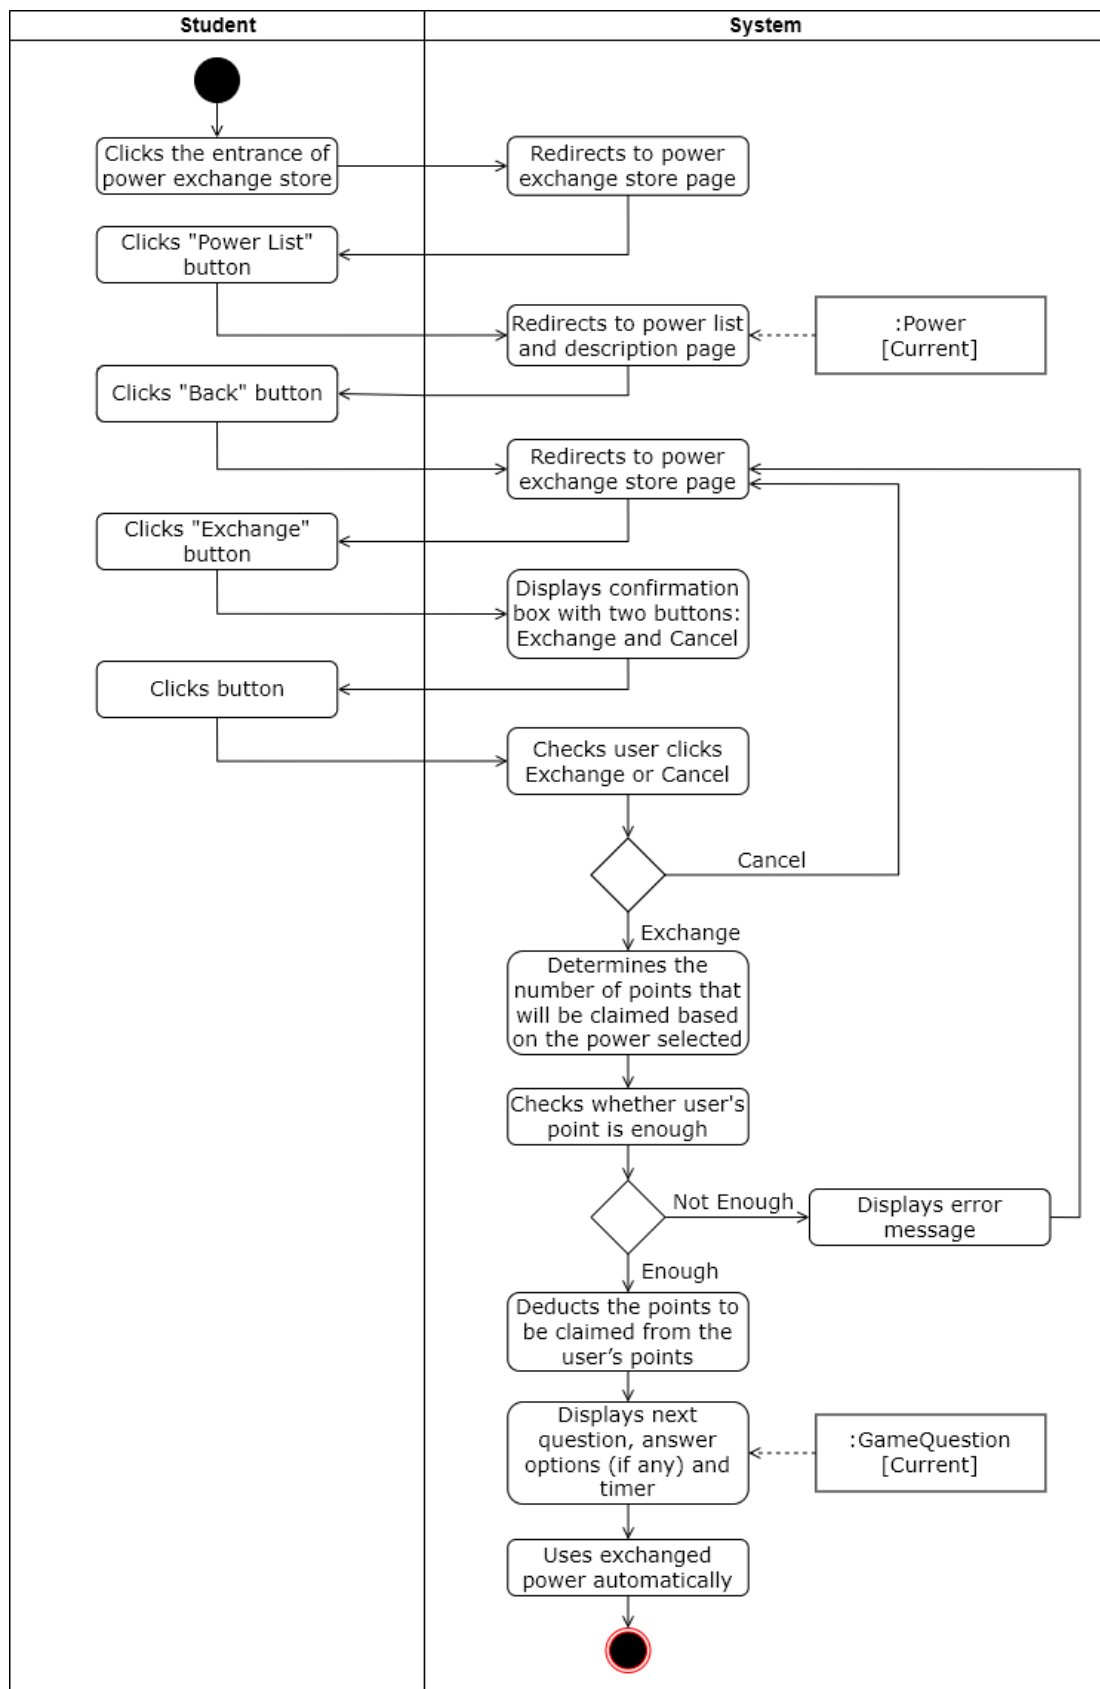 Student
System
Clicks the entrance of
power exchange store
Redirects to power
exchange store page
Clicks "Power List"
button
Redirects to power list
and description page
:Power
[Current]
Clicks "Back" button
Redirects to power
exchange store page
Clicks "Exchange"
button
Displays confirmation
box with two buttons:
Exchange and Cancel
Clicks button
Checks user clicks
Exchange or Cancel
Cancel
Exchange
Determines the
number of points that
will be claimed based
on the power selected
Checks whether user's
point is enough
Not Enough
Displays error
message
Enough
Deducts the points to
be claimed from the
user’s points
Displays next
question, answer
options (if any) and
timer
:GameQuestion
[Current]
Uses exchanged
power automatically